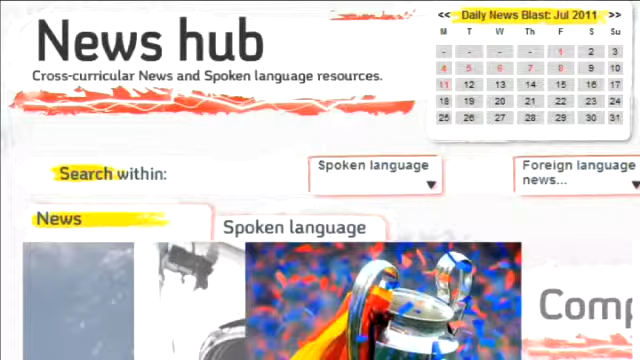 News hub
Cross-curricular News and Spoken language resources.
<< Daily News Blast: Jul 2011 >>
M T W Th F S Su
- - - - 1 2 3
4 5 6 7 8 9 10
11 12 13 14 15 16 17
18 19 20 21 22 23 24
25 26 27 28 29 30 31
Search within:
Spoken language
Foreign language
news...
News
Spoken language